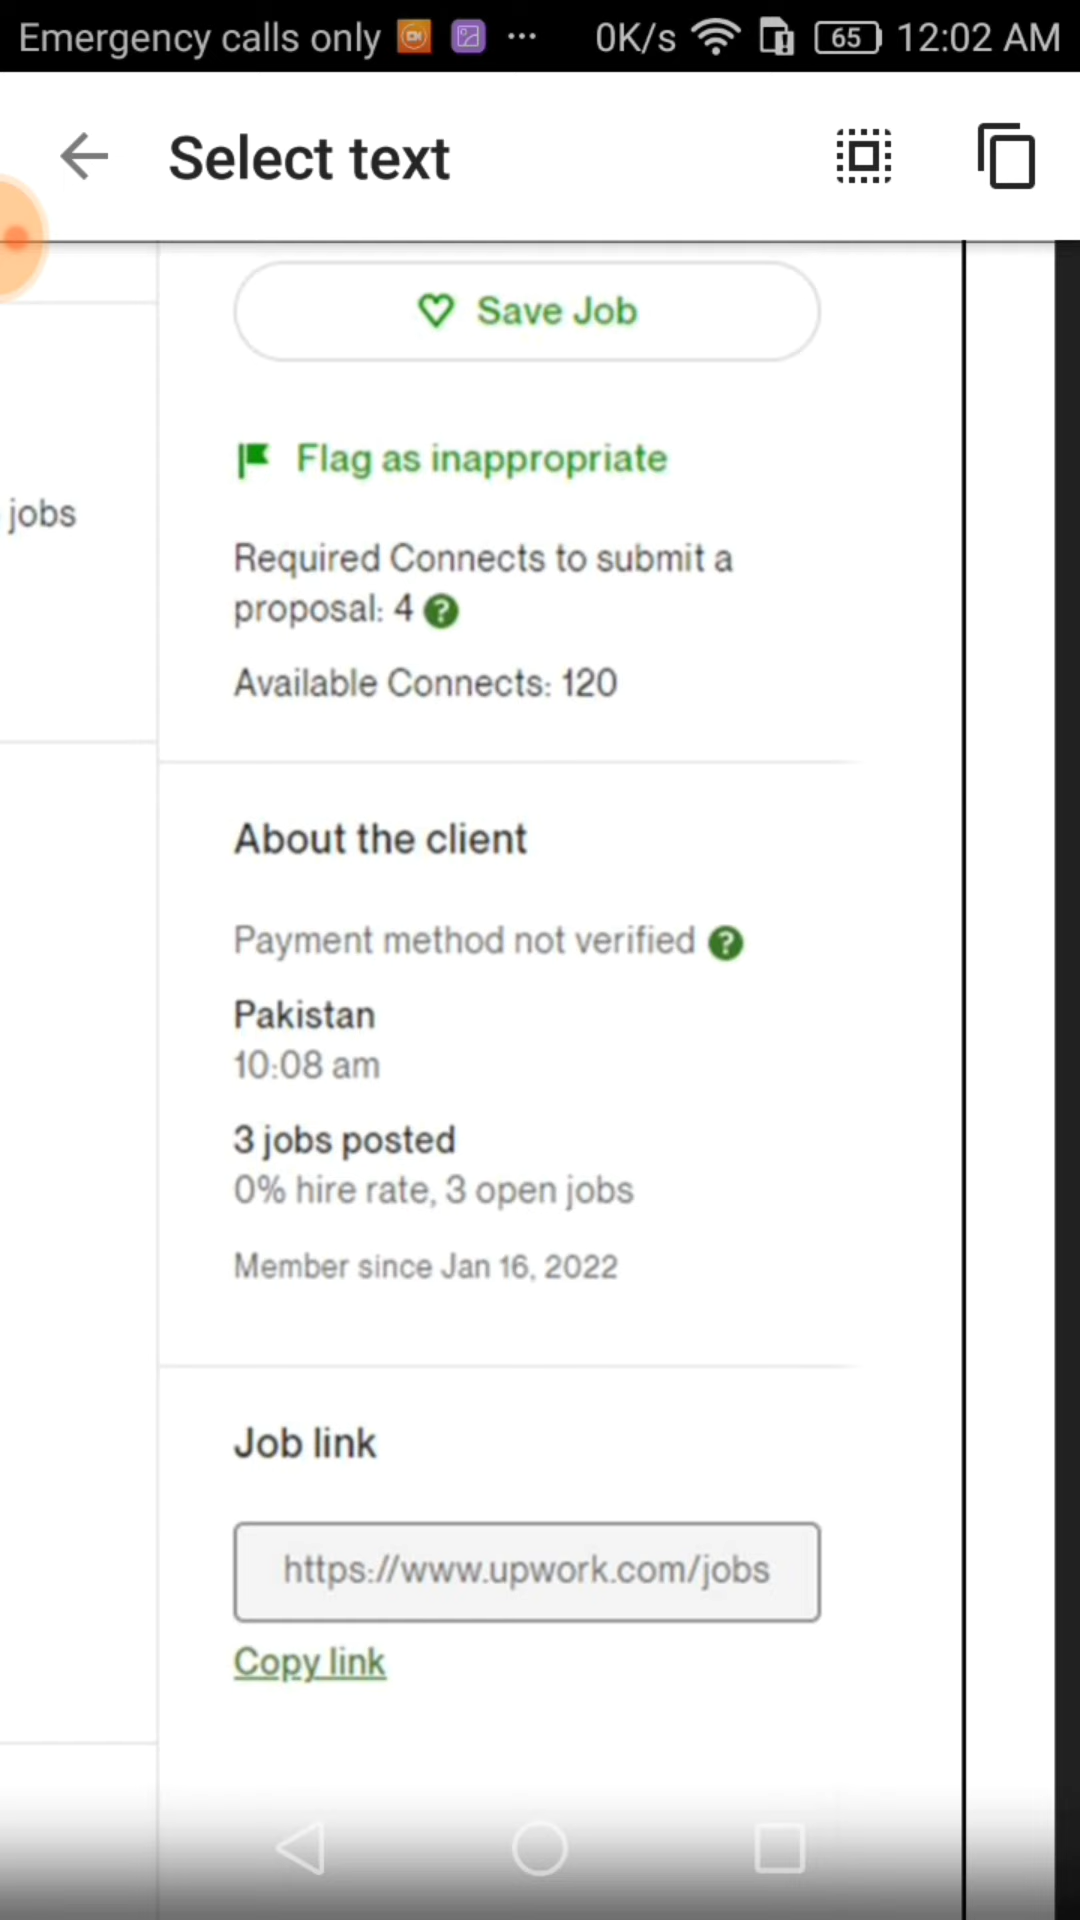 Emergency calls only ... 0K/s 65 12:02 AM
Select text
Save Job
Flag as inappropriate
jobs
Required Connects to submit a
proposal: 4 ?
Available Connects: 120
About the client
Payment method not verified ?
Pakistan
10:08 am
3 jobs posted
0% hire rate, 3 open jobs
Member since Jan 16, 2022
Job link
https://www.upwork.com/jobs
Copy link